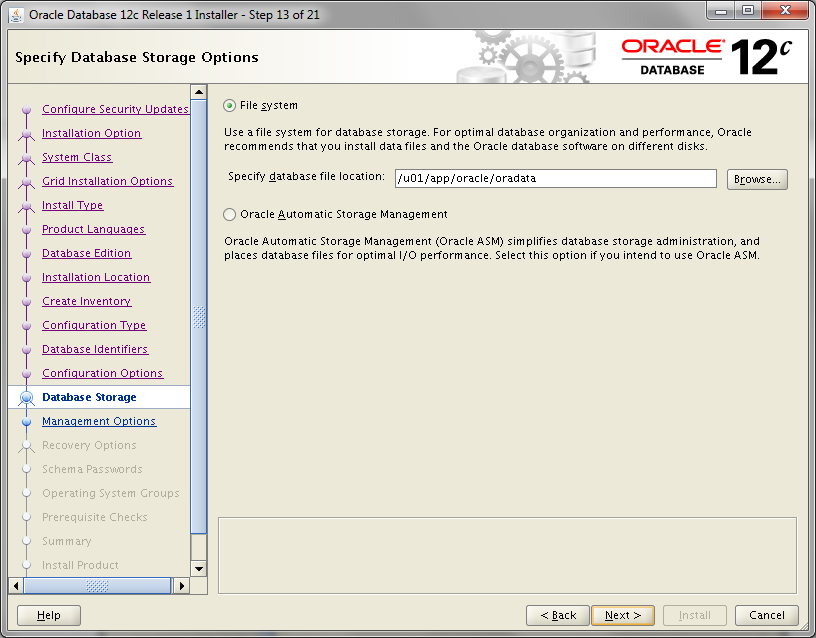 Oracle Database 12c Release 1 Installer - Step 13 of 21
Specify Database Storage Options
ORACLE
DATABASE
12c
Configure Security Updates
Installation Option
System Class
Grid Installation Options
Install Type
Product Languages
Database Edition
Installation Location
Create Inventory
Configuration Type
Database Identifiers
Configuration Options
Database Storage
Management Options
Recovery Options
Schema Passwords
Operating System Groups
Prerequisite Checks
Summary
Install Product
File system
Use a file system for database storage. For optimal database organization and performance, Oracle
recommends that you install data files and the Oracle database software on different disks.
Specify database file location: /u01/app/oracle/oradata Browse...
Oracle Automatic Storage Management
Oracle Automatic Storage Management (Oracle ASM) simplifies database storage administration, and
places database files for optimal I/O performance. Select this option if you intend to use Oracle ASM.
Help < Back Next > Install Cancel